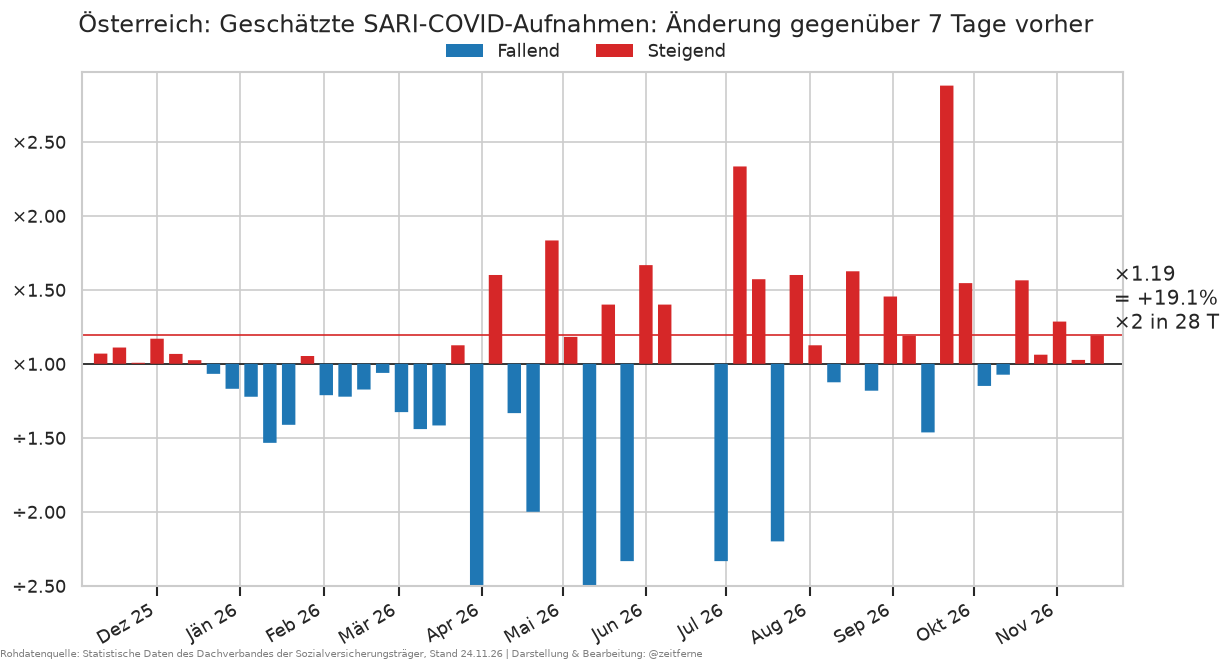 Österreich: Geschätzte SARI-COVID-Aufnahmen: Änderung gegenüber 7 Tage vorher
Fallend Steigend
×2.50
×2.00
×1.50
×1.00
÷1.50
÷2.00
÷2.50
×1.19
= +19.1%
×2 in 28 T
Dez 25 Jän 26 Feb 26 Mär 26 Apr 26 Mai 26 Jun 26 Jul 26 Aug 26 Sep 26 Okt 26 Nov 26
Rohdatenquelle: Statistische Daten des Dachverbandes der Sozialversicherungsträger, Stand 24.11.26 | Darstellung & Bearbeitung: @zeitferne